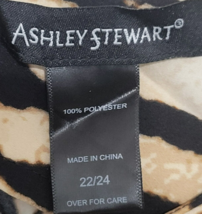 ASHLEY STEWART®
100% POLYESTER
MADE IN CHINA
22/24
OVER FOR CARE